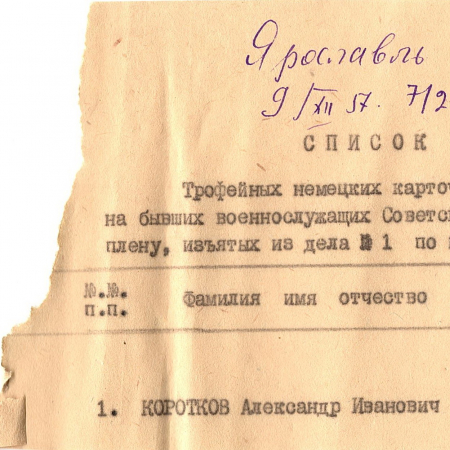 Ярославль
9/XII 57. 7/2
СПИСОК
Трофейных немецких карточ
на бывших военнослужащих Советс
плену, изъятых из дела № 1 по
№.№. Фамилия имя отчество
п.п.
1. КОРОТКОВ Александр Иванович